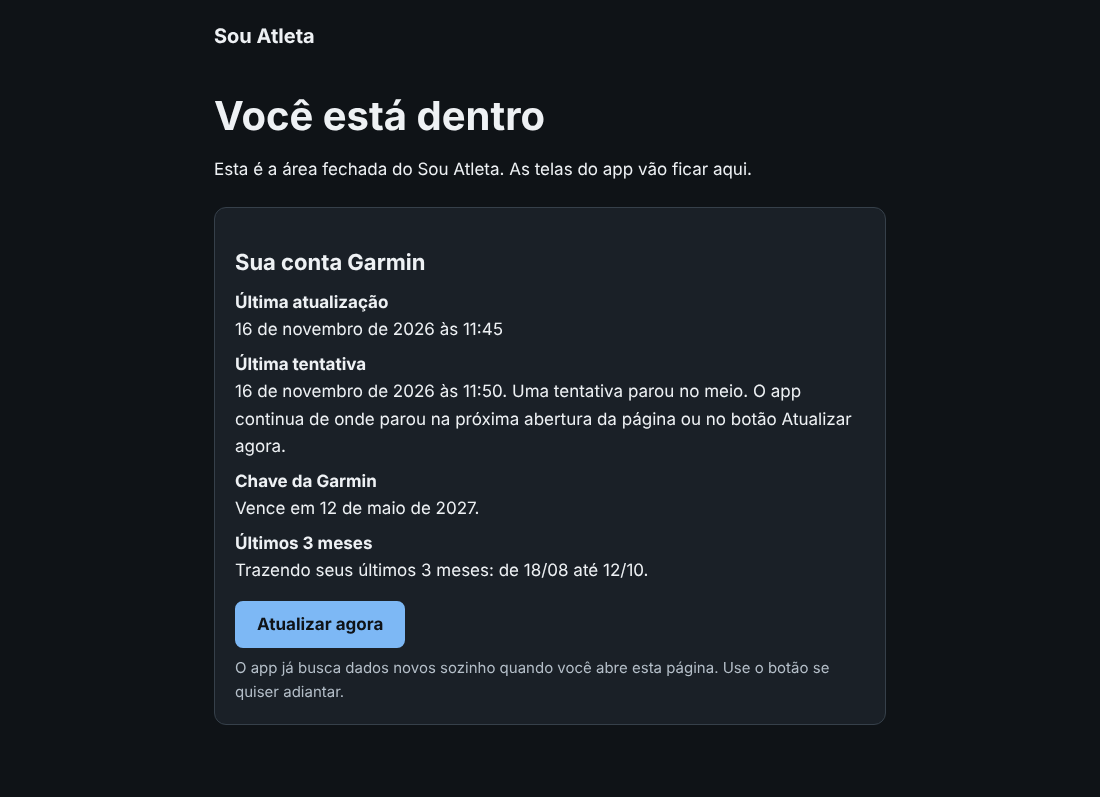 Sou Atleta
Você está dentro
Esta é a área fechada do Sou Atleta. As telas do app vão ficar aqui.
Sua conta Garmin
Última atualização
16 de novembro de 2026 às 11:45
Última tentativa
16 de novembro de 2026 às 11:50. Uma tentativa parou no meio. O app
continua de onde parou na próxima abertura da página ou no botão Atualizar
agora.
Chave da Garmin
Vence em 12 de maio de 2027.
Últimos 3 meses
Trazendo seus últimos 3 meses: de 18/08 até 12/10.
Atualizar agora
O app já busca dados novos sozinho quando você abre esta página. Use o botão se
quiser adiantar.